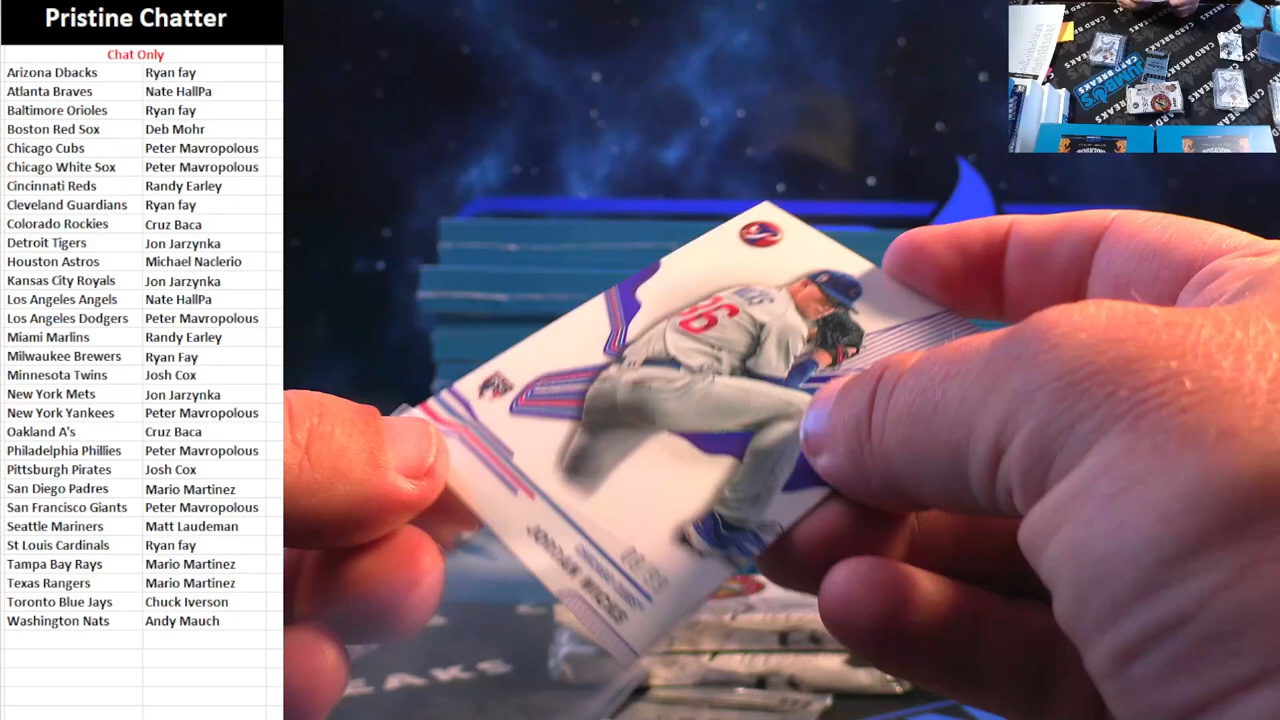 Pristine Chatter
Chat Only
Arizona Dbacks Ryan fay
Atlanta Braves Nate HallPa
Baltimore Orioles Ryan fay
Boston Red Sox Deb Mohr
Chicago Cubs Peter Mavropolous
Chicago White Sox Peter Mavropolous
Cincinnati Reds Randy Earley
Cleveland Guardians Ryan fay
Colorado Rockies Cruz Baca
Detroit Tigers Jon Jarzynka
Houston Astros Michael Naclerio
Kansas City Royals Jon Jarzynka
Los Angeles Angels Nate HallPa
Los Angeles Dodgers Peter Mavropolous
Miami Marlins Randy Earley
Milwaukee Brewers Ryan Fay
Minnesota Twins Josh Cox
New York Mets Jon Jarzynka
New York Yankees Peter Mavropolous
Oakland A's Cruz Baca
Philadelphia Phillies Peter Mavropolous
Pittsburgh Pirates Josh Cox
San Diego Padres Mario Martinez
San Francisco Giants Peter Mavropolous
Seattle Mariners Matt Laudeman
St Louis Cardinals Ryan fay
Tampa Bay Rays Mario Martinez
Texas Rangers Mario Martinez
Toronto Blue Jays Chuck Iverson
Washington Nats Andy Mauch
JUMBO'S
CARD BREAKS
36
JORDAN WICKS